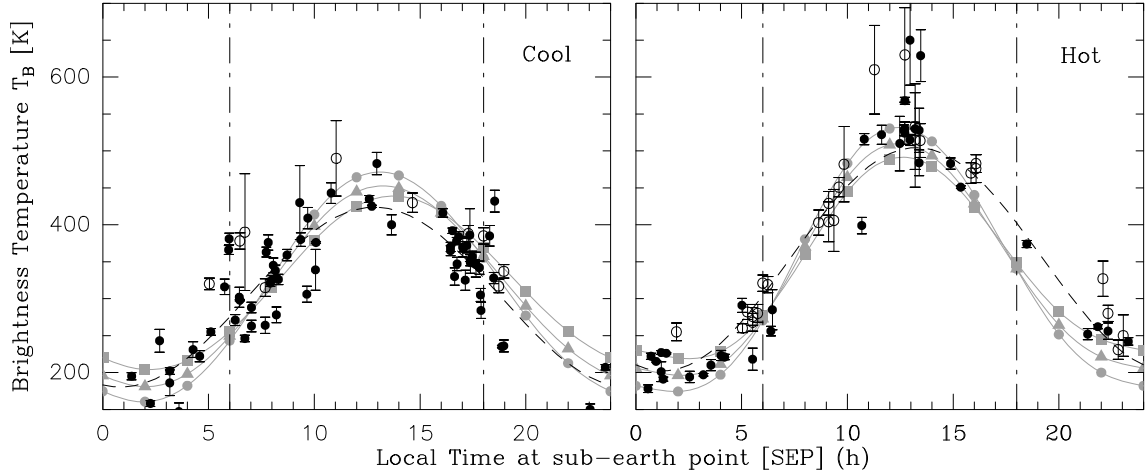 Brightness Temperature T_B [K]
600
400
200
Cool
Hot
0 5 10 15 20 0 5 10 15 20
Local Time at sub-earth point [SEP] (h)